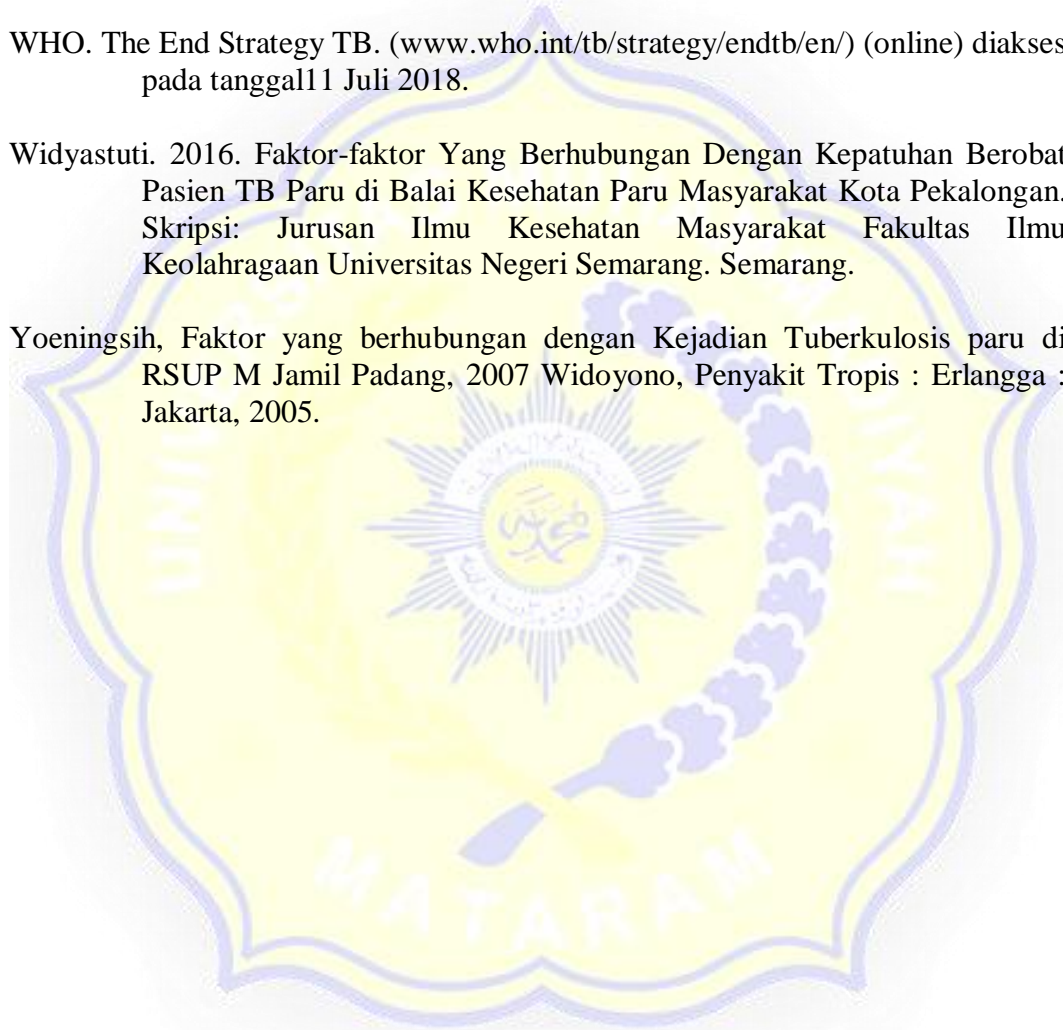 WHO. The End Strategy TB. (www.who.int/tb/strategy/endtb/en/) (online) diakses
pada tanggal11 Juli 2018.
Widyastuti. 2016. Faktor-faktor Yang Berhubungan Dengan Kepatuhan Berobat
Pasien TB Paru di Balai Kesehatan Paru Masyarakat Kota Pekalongan.
Skripsi: Jurusan Ilmu Kesehatan Masyarakat Fakultas Ilmu
Keolahragaan Universitas Negeri Semarang. Semarang.
Yoeningsih, Faktor yang berhubungan dengan Kejadian Tuberkulosis paru di
RSUP M Jamil Padang, 2007 Widoyono, Penyakit Tropis : Erlangga :
Jakarta, 2005.
UNIVERSITAS MUHAMMADIYAH
MATARAM